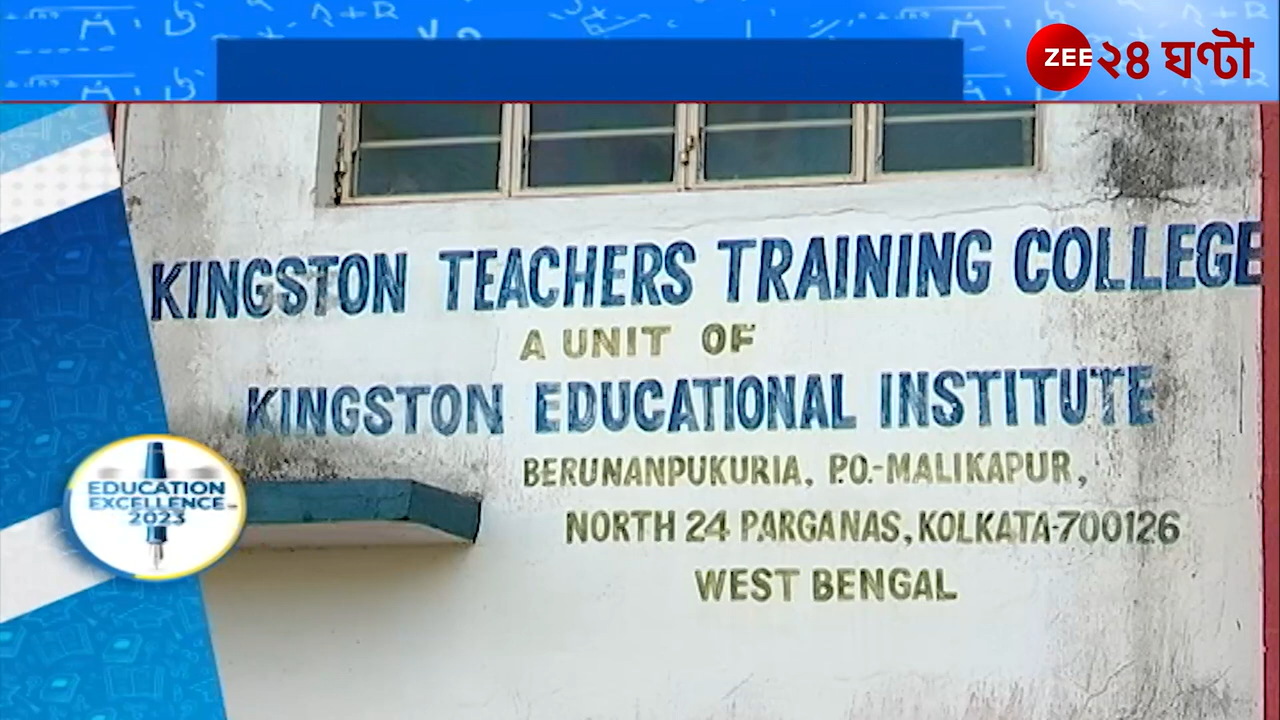 ZEE ২৪ ঘণ্টা
KINGSTON TEACHERS TRAINING COLLEGE
A UNIT OF
KINGSTON EDUCATIONAL INSTITUTE
BERUNANPUKURIA, P.O.-MALIKAPUR,
NORTH 24 PARGANAS, KOLKATA-700126
WEST BENGAL
EDUCATION
EXCELLENCE
2023